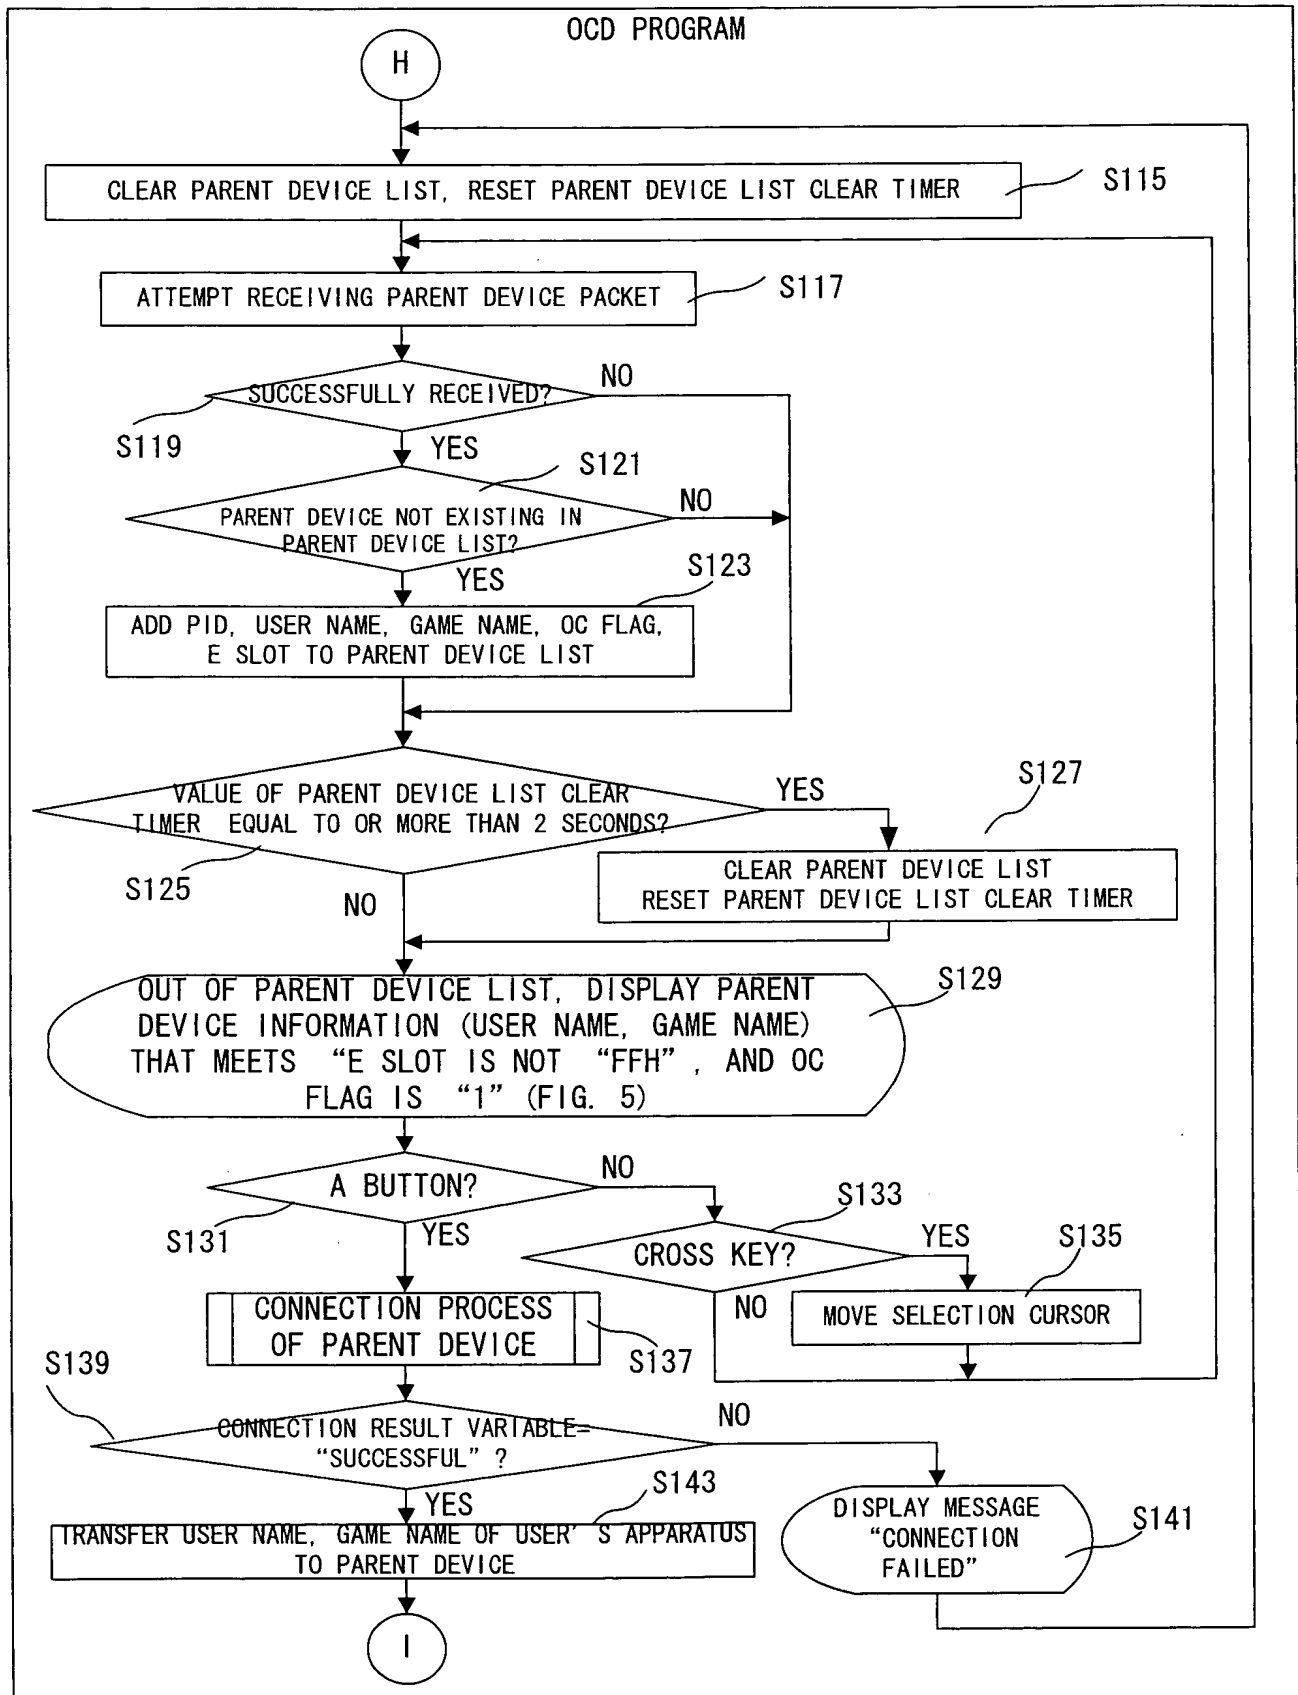 OCD PROGRAM
H
CLEAR PARENT DEVICE LIST, RESET PARENT DEVICE LIST CLEAR TIMER
S115
ATTEMPT RECEIVING PARENT DEVICE PACKET
S117
SUCCESSFULLY RECEIVED?
NO
S119
YES
S121
PARENT DEVICE NOT EXISTING IN
PARENT DEVICE LIST?
NO
YES
S123
ADD PID, USER NAME, GAME NAME, OC FLAG,
E SLOT TO PARENT DEVICE LIST
VALUE OF PARENT DEVICE LIST CLEAR
TIMER EQUAL TO OR MORE THAN 2 SECONDS?
YES
S127
S125
NO
CLEAR PARENT DEVICE LIST
RESET PARENT DEVICE LIST CLEAR TIMER
OUT OF PARENT DEVICE LIST, DISPLAY PARENT
DEVICE INFORMATION (USER NAME, GAME NAME)
THAT MEETS “E SLOT IS NOT “FFH”, AND OC
FLAG IS “1” (FIG. 5)
S129
A BUTTON?
NO
S131
YES
S133
CROSS KEY?
YES
S135
NO
MOVE SELECTION CURSOR
CONNECTION PROCESS
OF PARENT DEVICE
S137
S139
CONNECTION RESULT VARIABLE=
“SUCCESSFUL” ?
NO
YES
S143
TRANSFER USER NAME, GAME NAME OF USER’S APPARATUS
TO PARENT DEVICE
DISPLAY MESSAGE
“CONNECTION
FAILED”
S141
I